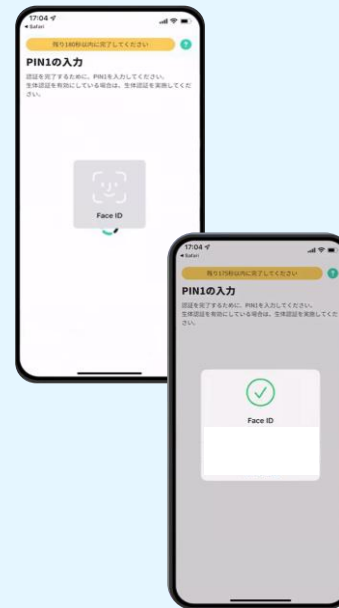 17:04
◀ Safari
残り180秒以内に完了してください
?
PIN1の入力
認証を完了するために、PIN1を入力してください。
生体認証を有効にしている場合は、生体認証を実施してくだ
さい。
Face ID
17:04
◀ Safari
残り175秒以内に完了してください
?
PIN1の入力
認証を完了するために、PIN1を入力してください。
生体認証を有効にしている場合は、生体認証を実施してくだ
さい。
Face ID